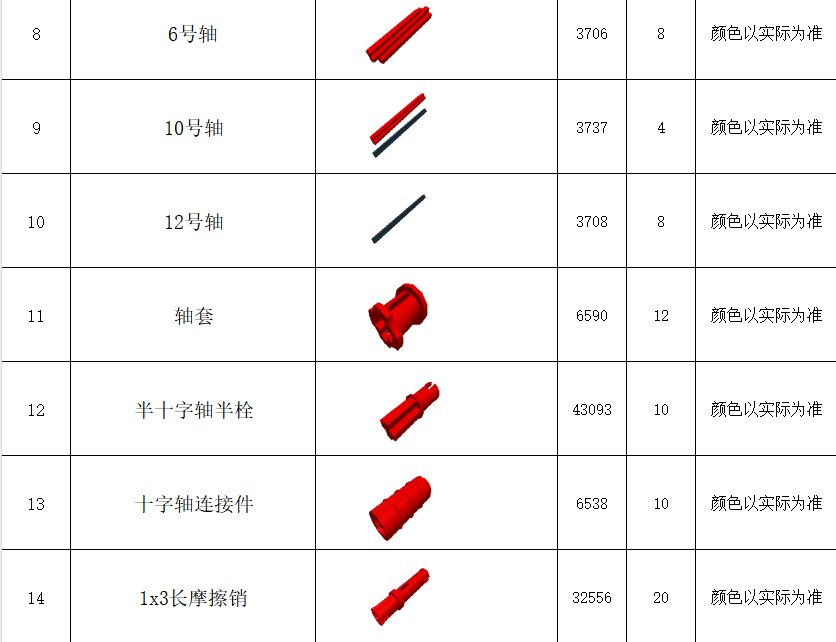 8 6号轴 3706 8 颜色以实际为准
9 10号轴 3737 4 颜色以实际为准
10 12号轴 3708 8 颜色以实际为准
11 轴套 6590 12 颜色以实际为准
12 半十字轴半栓 43093 10 颜色以实际为准
13 十字轴连接件 6538 10 颜色以实际为准
14 1x3长摩擦销 32556 20 颜色以实际为准